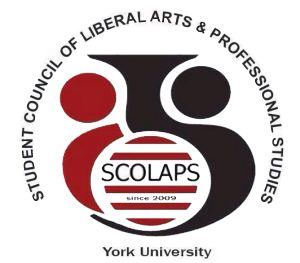 STUDENT COUNCIL OF LIBERAL ARTS & PROFESSIONAL STUDIES
SCOLAPS
since 2009
York University